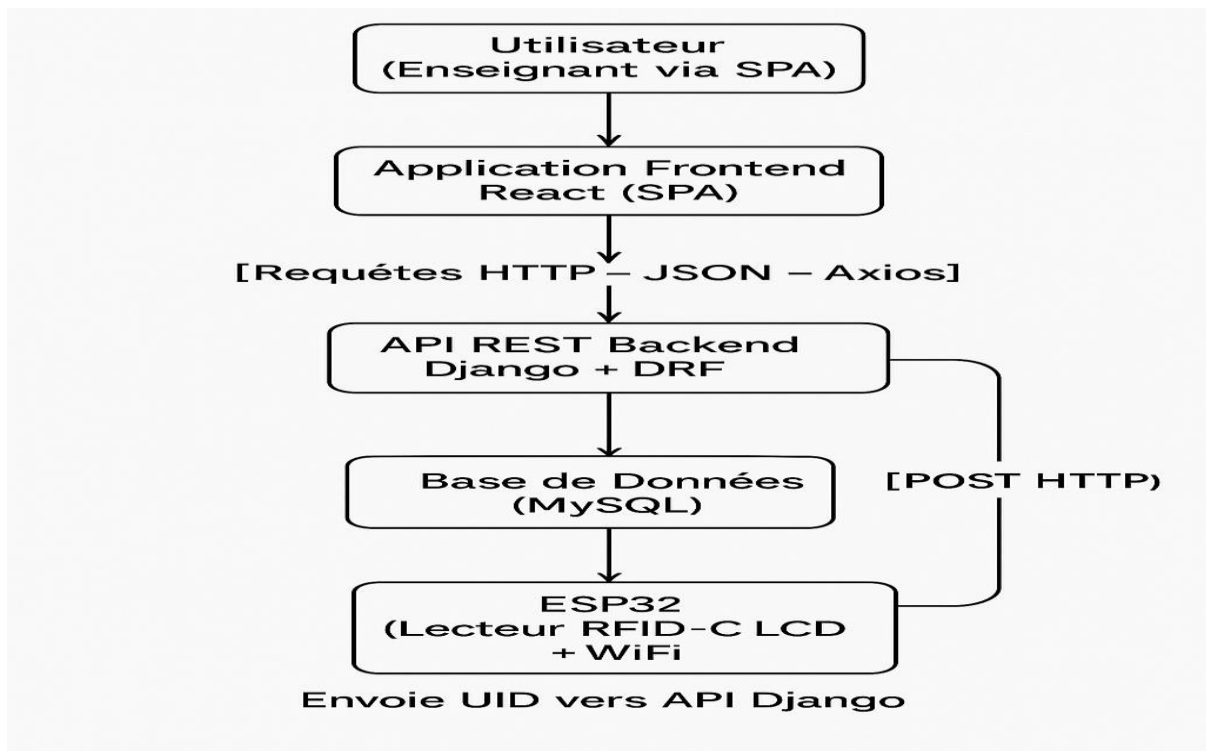 Utilisateur
(Enseignant via SPA)
Application Frontend
React (SPA)
[Requétes HTTP – JSON – Axios]
API REST Backend
Django + DRF
Base de Données
(MySQL)
[POST HTTP)
ESP32
(Lecteur RFID-C LCD
+ WiFi
Envoie UID vers API Django